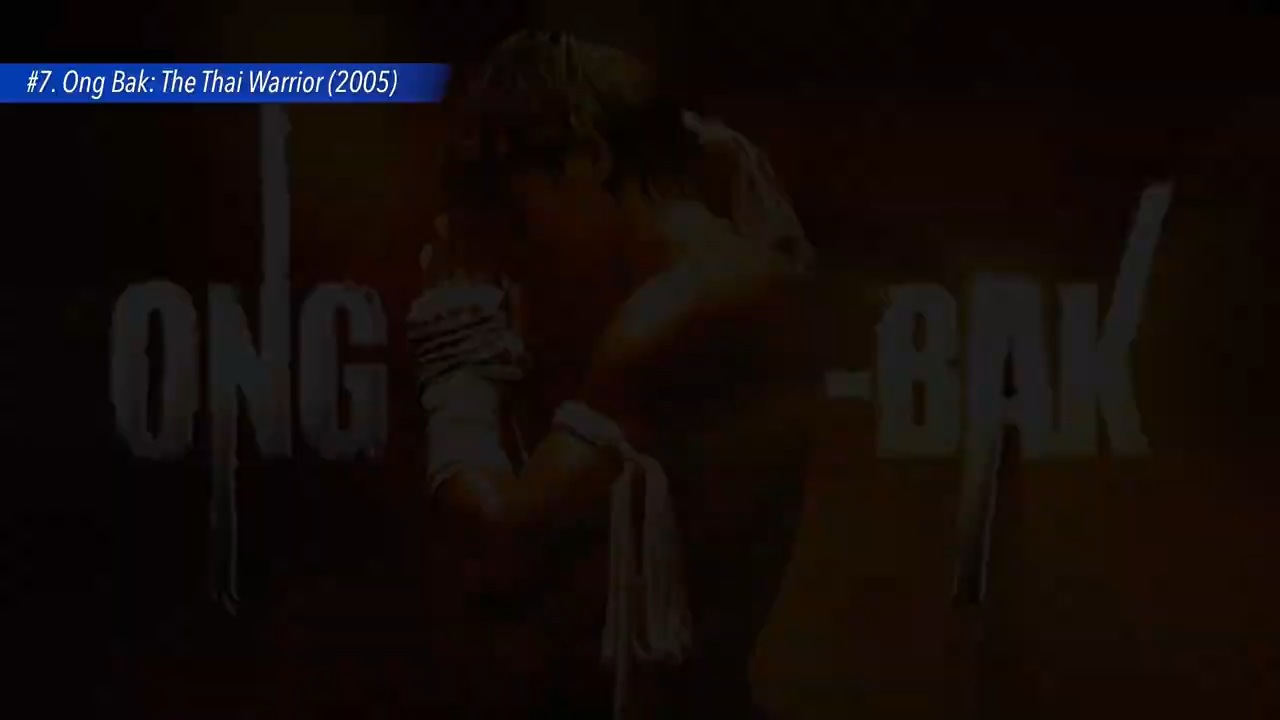 #7. Ong Bak: The Thai Warrior (2005)
ONG -BAK